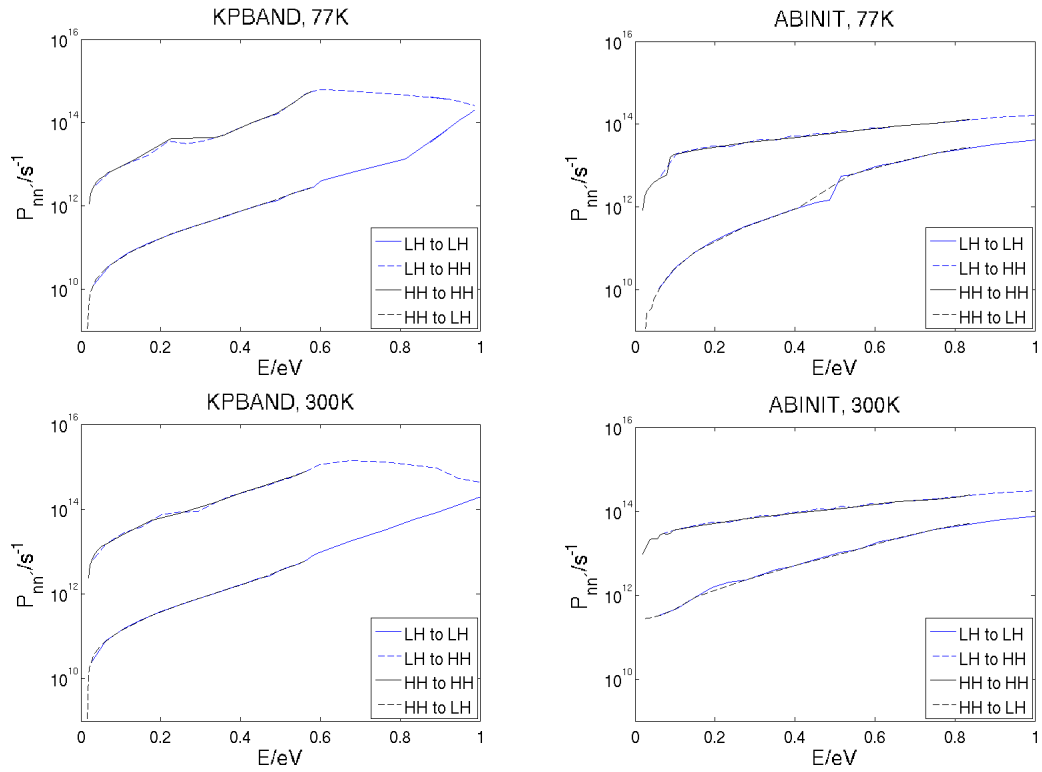 KPBAND, 77K
10^16
10^14
10^12
10^10
P_nn´/s^-1
0 0.2 0.4 0.6 0.8 1
E/eV
LH to LH
LH to HH
HH to HH
HH to LH
ABINIT, 77K
10^16
10^14
10^12
10^10
P_nn´/s^-1
0 0.2 0.4 0.6 0.8 1
E/eV
LH to LH
LH to HH
HH to HH
HH to LH
KPBAND, 300K
10^16
10^14
10^12
10^10
P_nn´/s^-1
0 0.2 0.4 0.6 0.8 1
E/eV
LH to LH
LH to HH
HH to HH
HH to LH
ABINIT, 300K
10^16
10^14
10^12
10^10
P_nn´/s^-1
0 0.2 0.4 0.6 0.8 1
E/eV
LH to LH
LH to HH
HH to HH
HH to LH